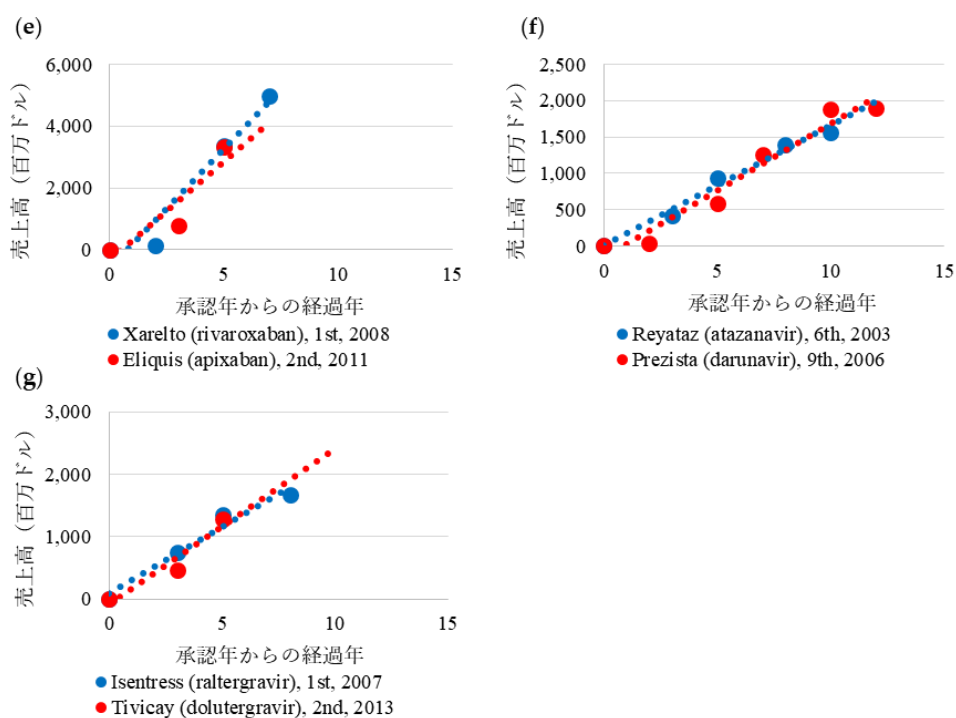 (e)
売上高（百万ドル）
6,000
4,000
2,000
0
0 5 10 15
承認年からの経過年
Xarelto (rivaroxaban), 1st, 2008
Eliquis (apixaban), 2nd, 2011
(f)
売上高（百万ドル）
2,500
2,000
1,500
1,000
500
0
0 5 10 15
承認年からの経過年
Reyataz (atazanavir), 6th, 2003
Prezista (darunavir), 9th, 2006
(g)
売上高（百万ドル）
3,000
2,000
1,000
0
0 5 10 15
承認年からの経過年
Isentress (raltergravir), 1st, 2007
Tivicay (dolutergravir), 2nd, 2013